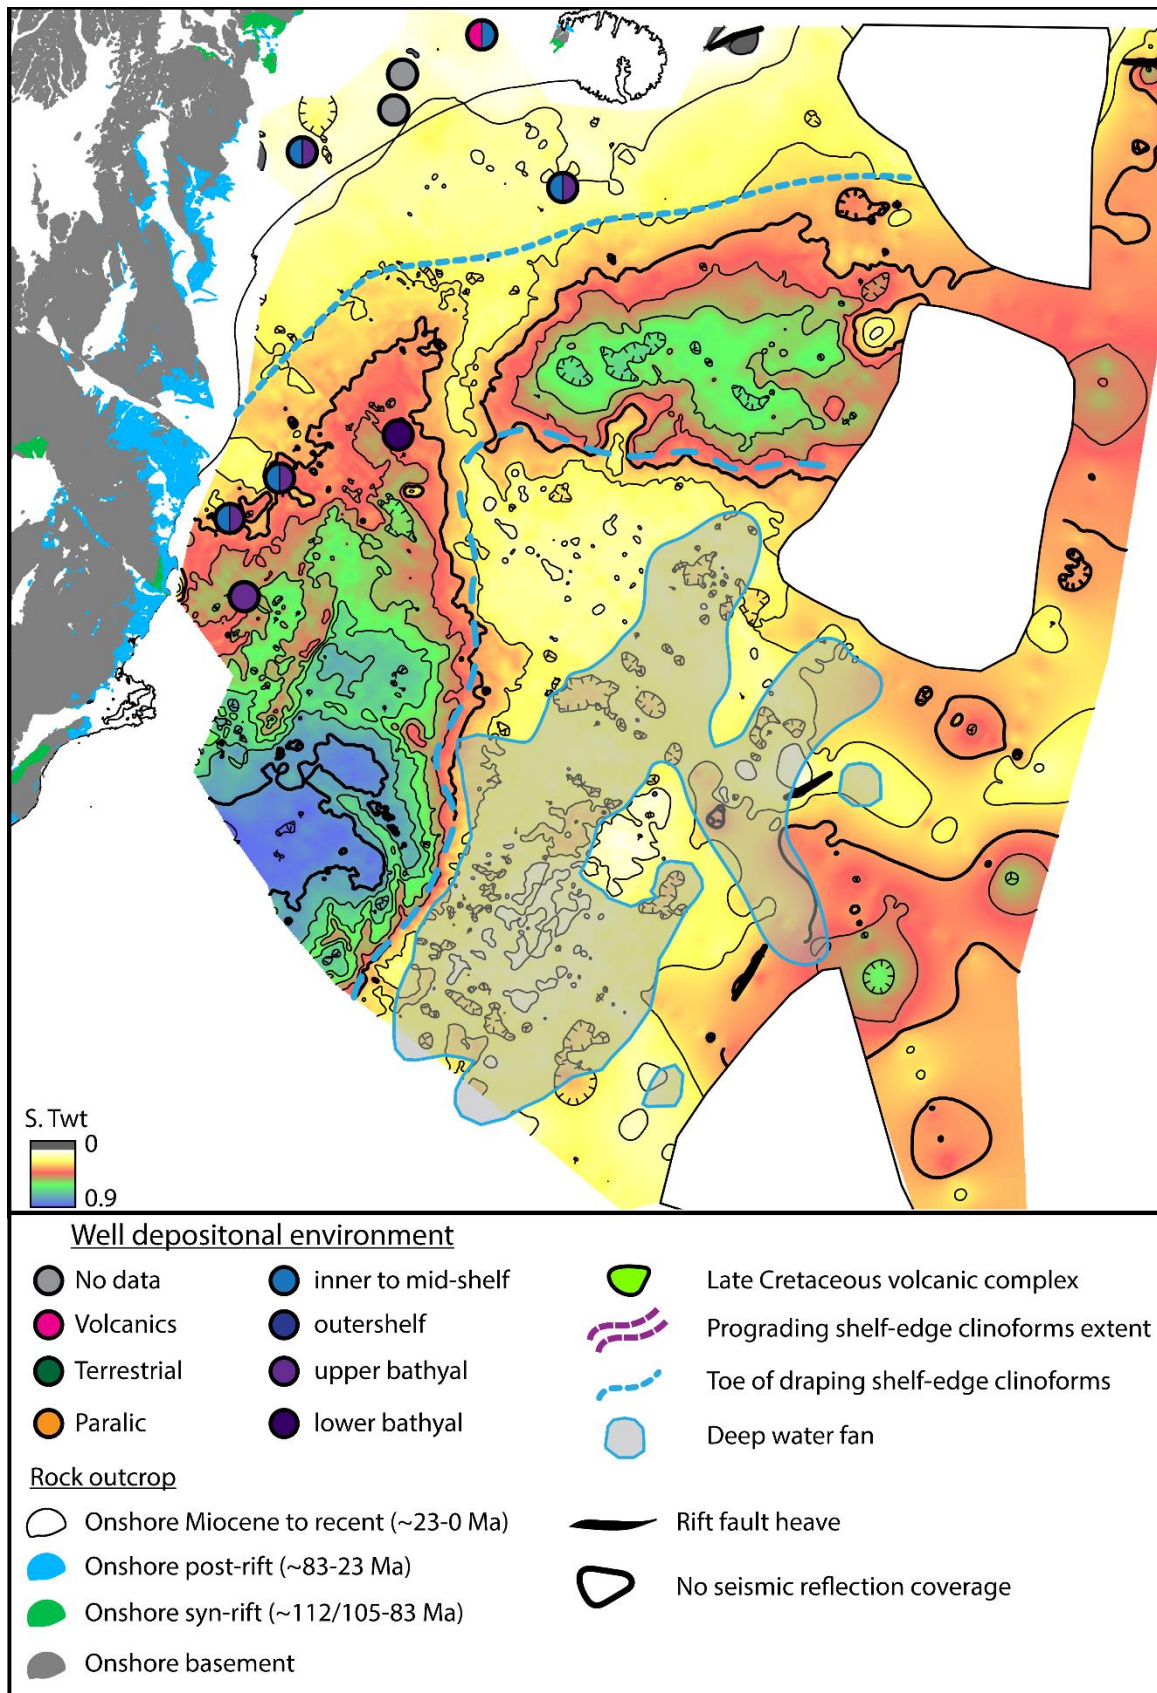 S. Twt
0
0.9
Well depositonal environment
No data
inner to mid-shelf
Late Cretaceous volcanic complex
Volcanics
outershelf
Prograding shelf-edge clinoforms extent
Terrestrial
upper bathyal
Toe of draping shelf-edge clinoforms
Paralic
lower bathyal
Deep water fan
Rock outcrop
Onshore Miocene to recent (~23-0 Ma)
Rift fault heave
Onshore post-rift (~83-23 Ma)
No seismic reflection coverage
Onshore syn-rift (~112/105-83 Ma)
Onshore basement